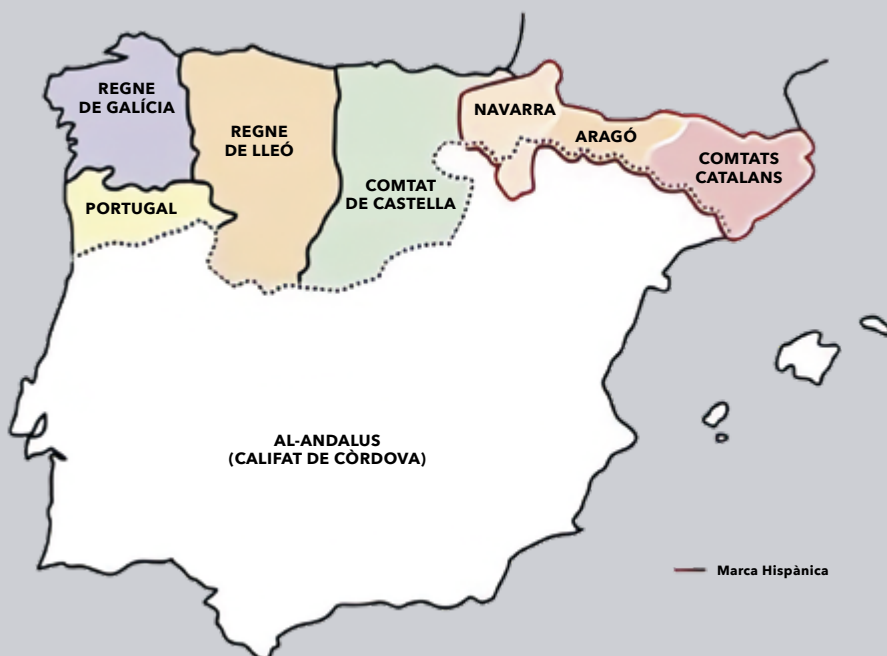 REGNE
DE GALÍCIA
REGNE
DE LLEÓ
PORTUGAL
COMTAT
DE CASTELLA
NAVARRA
ARAGÓ
COMTATS
CATALANS
AL-ANDALUS
(CALIFAT DE CÒRDOVA)
Marca Hispànica